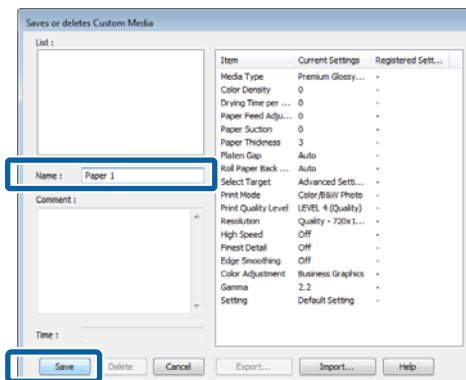 Saves or deletes Custom Media
List :
Item Current Settings Registered Sett...
Media Type Premium Glossy... -
Color Density 0 -
Drying Time per ... 0 -
Paper Feed Adju... 0 -
Paper Suction 0 -
Paper Thickness 3 -
Platen Gap Auto -
Roll Paper Back ... Auto -
Select Target Advanced Setti... -
Print Mode Color/B&W Photo -
Print Quality Level LEVEL 4 (Quality) -
Resolution Quality - 720x1... -
High Speed Off -
Finest Detail Off -
Edge Smoothing Off -
Color Adjustment Business Graphics -
Gamma 2.2 -
Setting Default Setting -
Name : Paper 1
Comment :
Time :
Save Delete Cancel Export... Import... Help